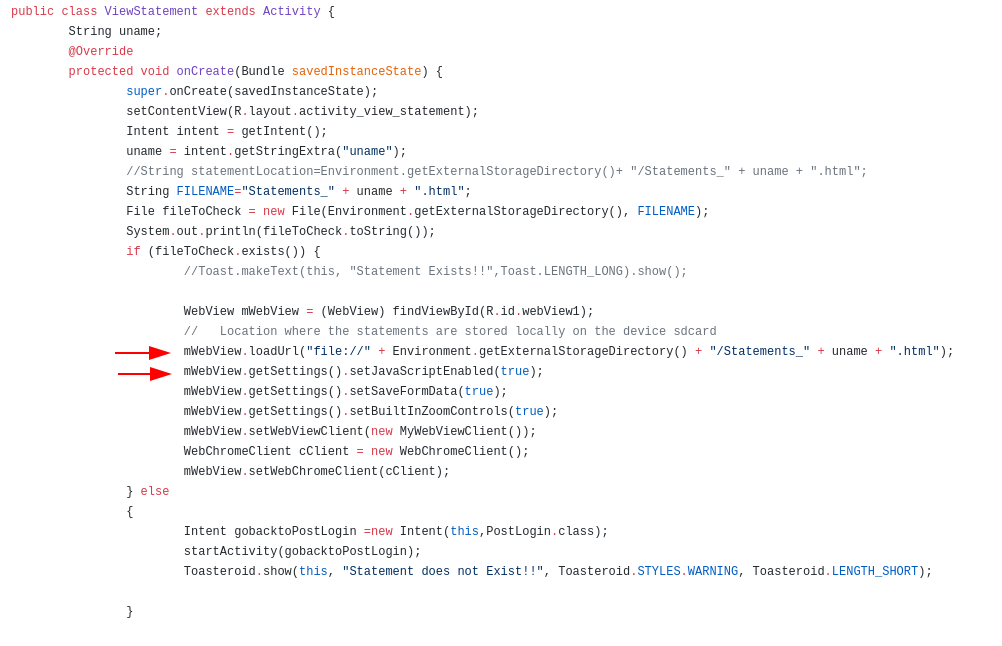 public class ViewStatement extends Activity {
String uname;
@Override
protected void onCreate(Bundle savedInstanceState) {
super.onCreate(savedInstanceState);
setContentView(R.layout.activity_view_statement);
Intent intent = getIntent();
uname = intent.getStringExtra("uname");
//String statementLocation=Environment.getExternalStorageDirectory()+ "/Statements_" + uname + ".html";
String FILENAME="Statements_" + uname + ".html";
File fileToCheck = new File(Environment.getExternalStorageDirectory(), FILENAME);
System.out.println(fileToCheck.toString());
if (fileToCheck.exists()) {
//Toast.makeText(this, "Statement Exists!!",Toast.LENGTH_LONG).show();
WebView mWebView = (WebView) findViewById(R.id.webView1);
//   Location where the statements are stored locally on the device sdcard
mWebView.loadUrl("file://" + Environment.getExternalStorageDirectory() + "/Statements_" + uname + ".html");
mWebView.getSettings().setJavaScriptEnabled(true);
mWebView.getSettings().setSaveFormData(true);
mWebView.getSettings().setBuiltInZoomControls(true);
mWebView.setWebViewClient(new MyWebViewClient());
WebChromeClient cClient = new WebChromeClient();
mWebView.setWebChromeClient(cClient);
} else
{
Intent gobacktoPostLogin =new Intent(this,PostLogin.class);
startActivity(gobacktoPostLogin);
Toasteroid.show(this, "Statement does not Exist!!", Toasteroid.STYLES.WARNING, Toasteroid.LENGTH_SHORT);
}